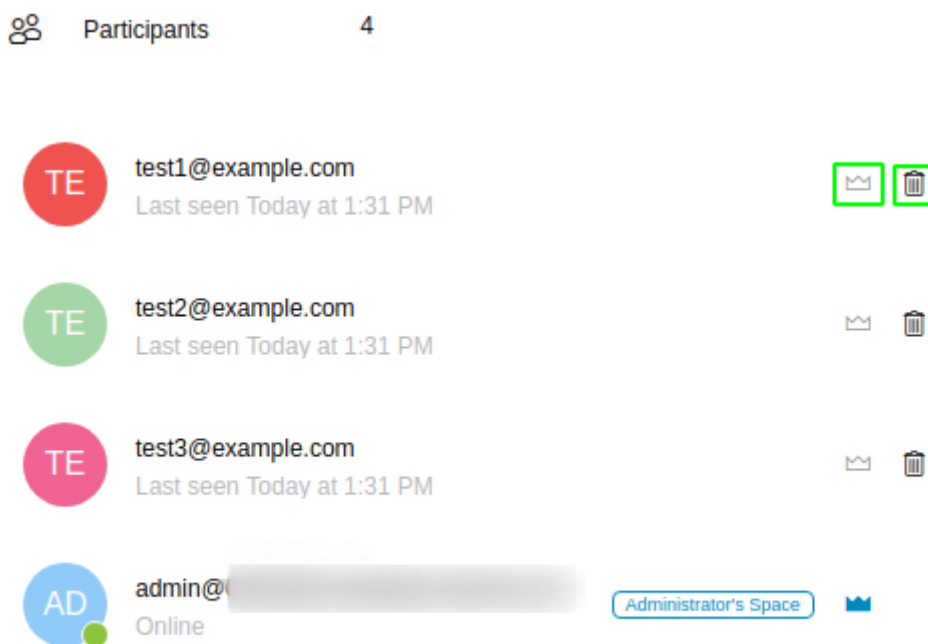 Participants 4
TE
test1@example.com
Last seen Today at 1:31 PM
TE
test2@example.com
Last seen Today at 1:31 PM
TE
test3@example.com
Last seen Today at 1:31 PM
AD
admin@
Administrator's Space
Online